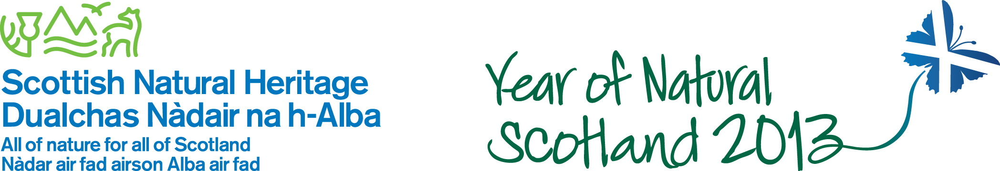 Scottish Natural Heritage
Dualchas Nàdair na h-Alba
All of nature for all of Scotland
Nàdar air fad airson Alba air fad
Year of Natural
Scotland 2013